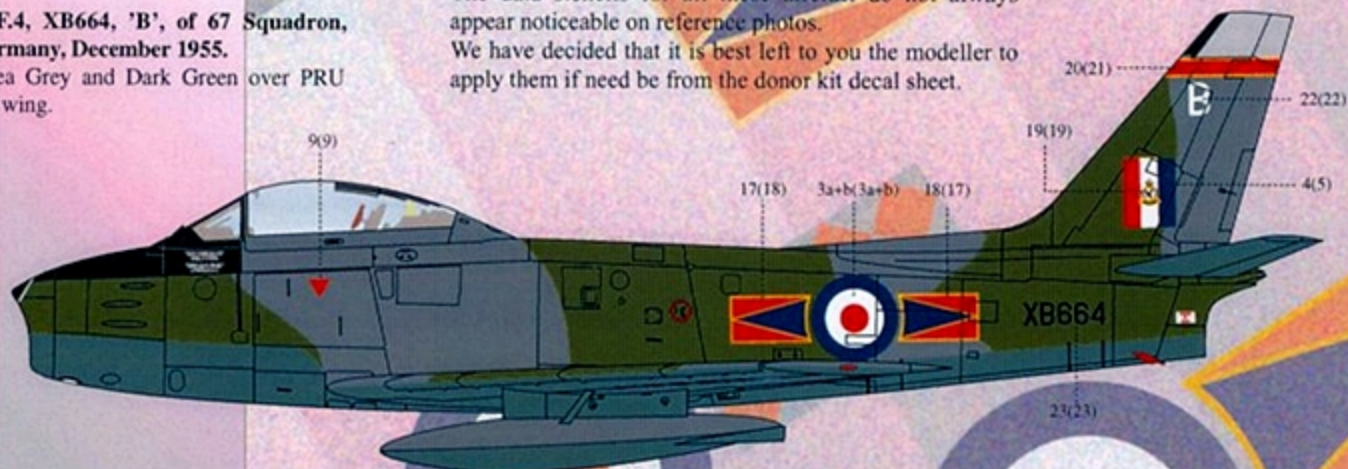 F.4, XB664, 'B', of 67 Squadron,
rmany, December 1955.
ea Grey and Dark Green over PRU
wing.
appear noticeable on reference photos.
We have decided that it is best left to you the modeller to
apply them if need be from the donor kit decal sheet.
9(9)
17(18)
3a+b(3a+b)
18(17)
19(19)
20(21)
22(22)
4(5)
23(23)
B
XB664